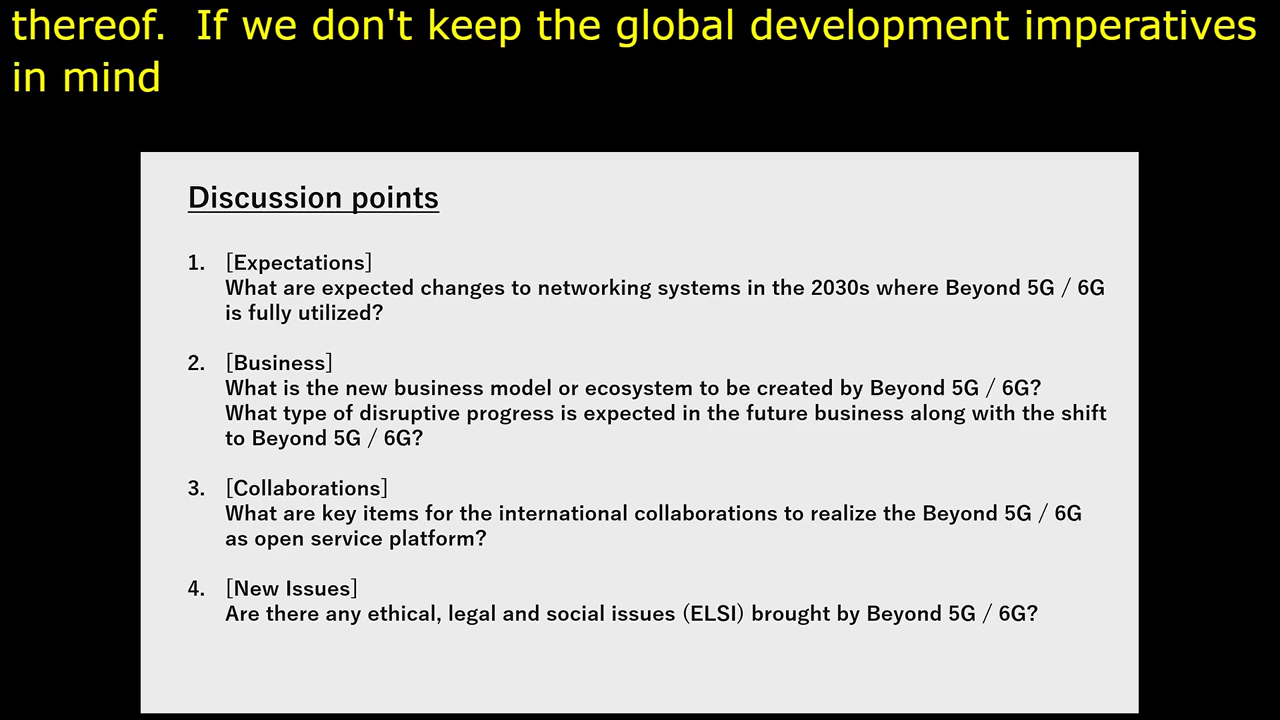 thereof.  If we don't keep the global development imperatives
in mind
Discussion points
1. [Expectations]
What are expected changes to networking systems in the 2030s where Beyond 5G / 6G
is fully utilized?
2. [Business]
What is the new business model or ecosystem to be created by Beyond 5G / 6G?
What type of disruptive progress is expected in the future business along with the shift
to Beyond 5G / 6G?
3. [Collaborations]
What are key items for the international collaborations to realize the Beyond 5G / 6G
as open service platform?
4. [New Issues]
Are there any ethical, legal and social issues (ELSI) brought by Beyond 5G / 6G?